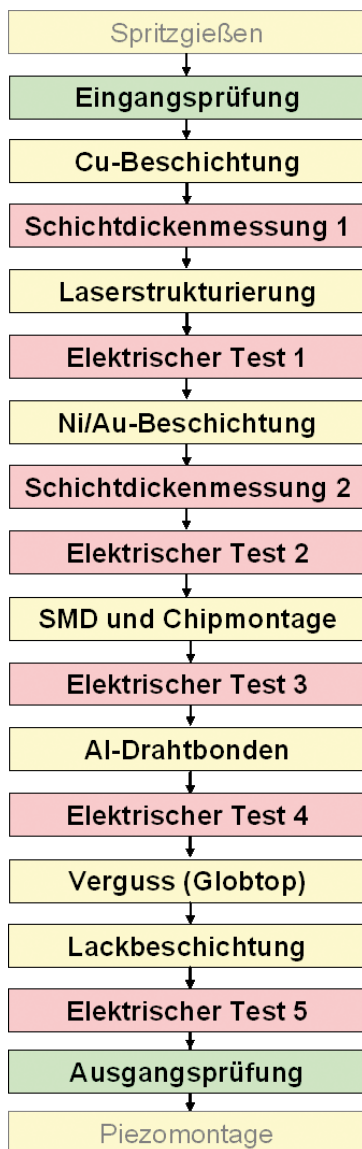 Spritzgießen
Eingangsprüfung
Cu-Beschichtung
Schichtdickenmessung 1
Laserstrukturierung
Elektrischer Test 1
Ni/Au-Beschichtung
Schichtdickenmessung 2
Elektrischer Test 2
SMD und Chipmontage
Elektrischer Test 3
Al-Drahtbonden
Elektrischer Test 4
Verguss (Globtop)
Lackbeschichtung
Elektrischer Test 5
Ausgangsprüfung
Piezomontage